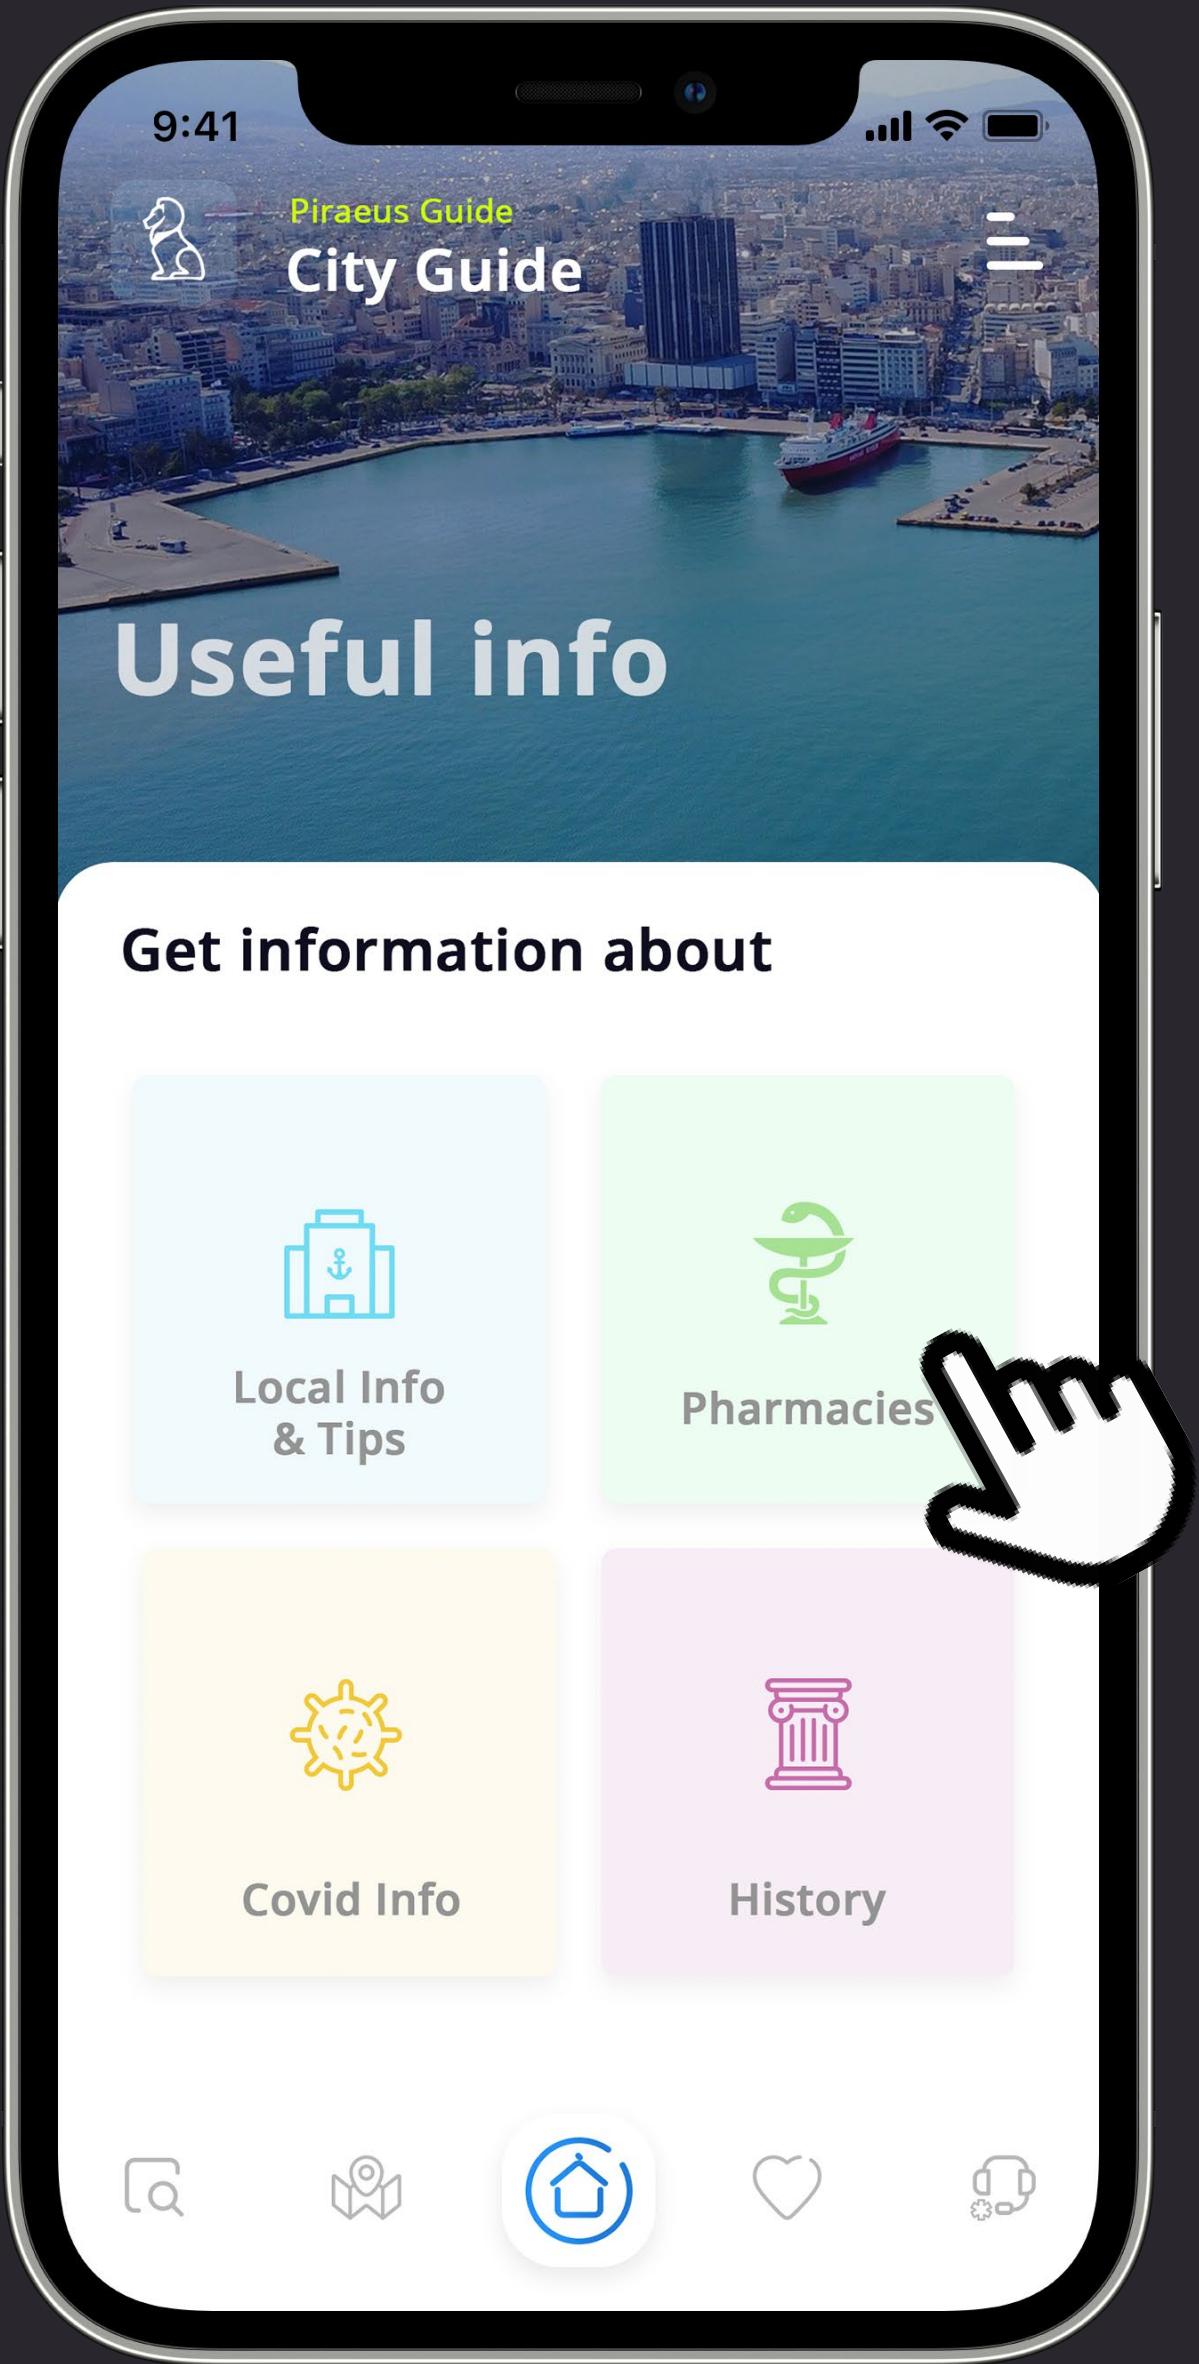 9:41
Piraeus Guide
City Guide
Useful info
Get information about
Local Info
& Tips
Pharmacies
Covid Info
History